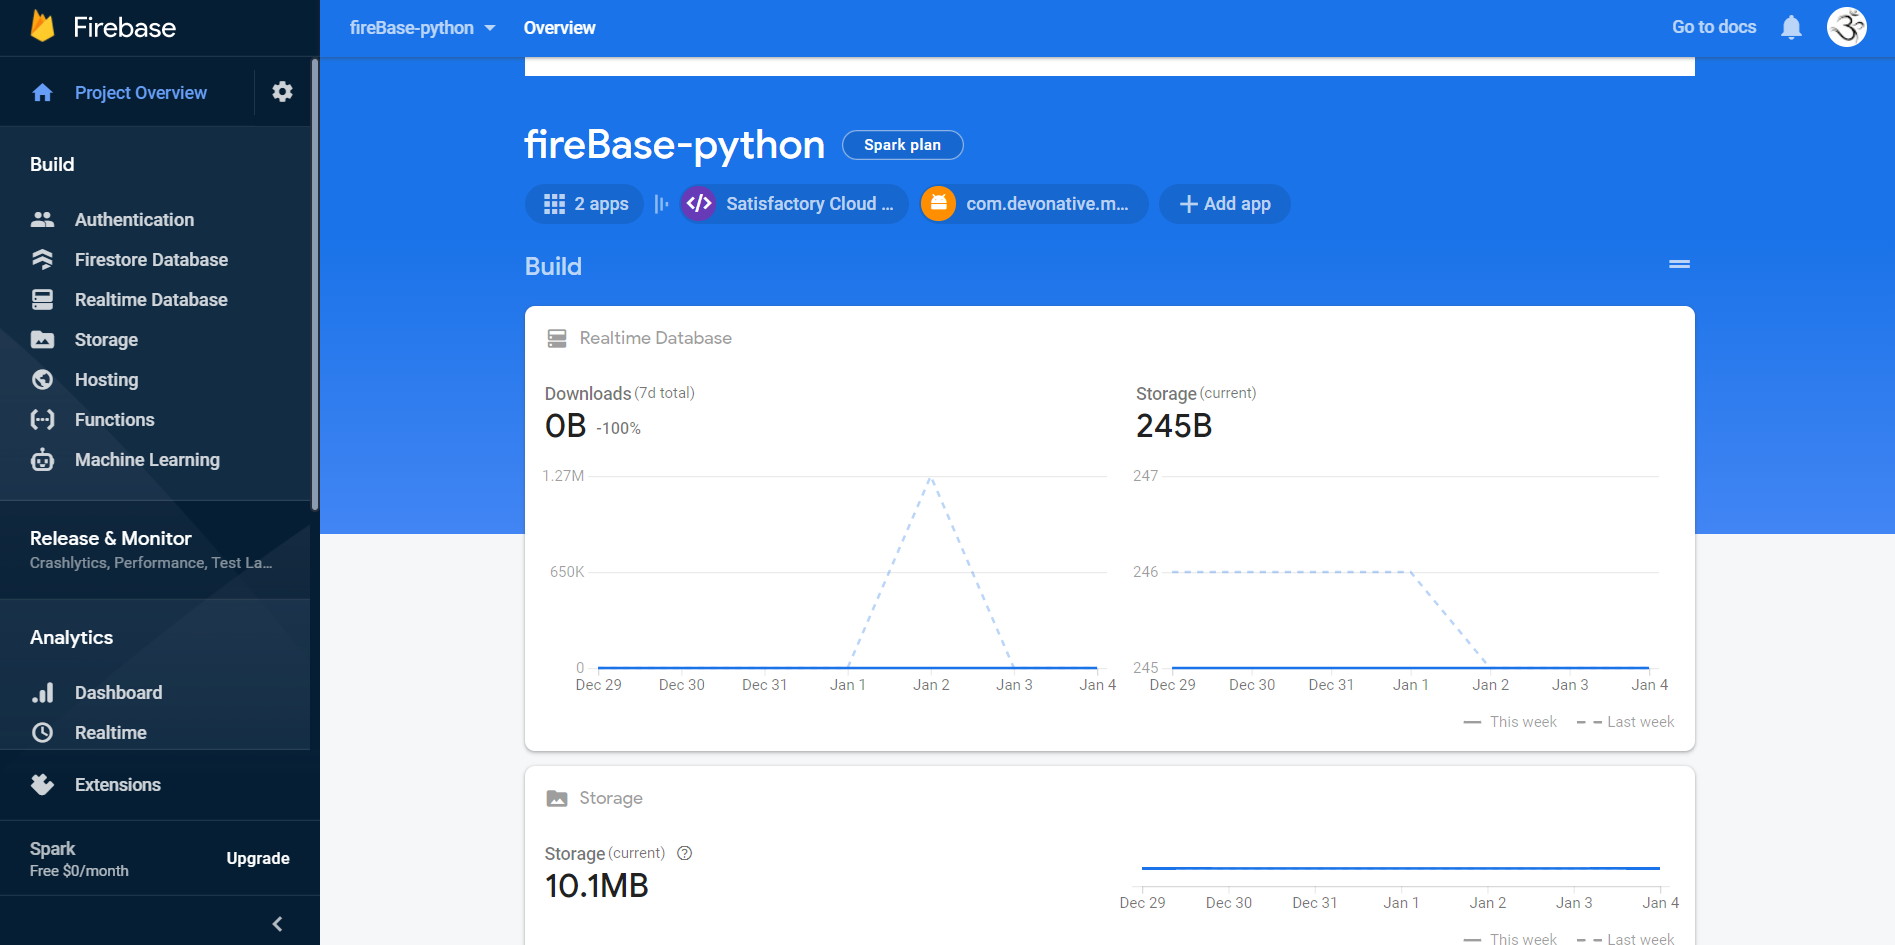 Firebase
fireBase-python
Overview
Go to docs
Project Overview
Build
Authentication
Firestore Database
Realtime Database
Storage
Hosting
Functions
Machine Learning
Release & Monitor
Crashlytics, Performance, Test La...
Analytics
Dashboard
Realtime
Extensions
Spark
Free $0/month
Upgrade
fireBase-python
Spark plan
2 apps
Satisfactory Cloud ...
com.devonative.m...
Add app
Build
Realtime Database
Downloads (7d total)
0B -100%
1.27M
650K
0
Dec 29 Dec 30 Dec 31 Jan 1 Jan 2 Jan 3 Jan 4
Storage (current)
245B
247
246
245
Dec 29 Dec 30 Dec 31 Jan 1 Jan 2 Jan 3 Jan 4
This week Last week
Storage
Storage (current)
10.1MB
Dec 29 Dec 30 Dec 31 Jan 1 Jan 2 Jan 3 Jan 4
This week Last week